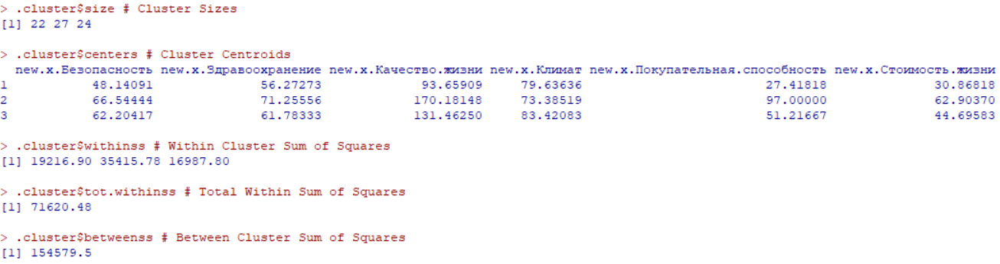 > .cluster$size # Cluster Sizes
[1] 22 27 24
> .cluster$centers # Cluster Centroids
new.x.Безопасность new.x.Здравоохранение new.x.Качество.жизни new.x.Климат new.x.Покупательная.способность new.x.Стоимость.жизни
1 48.14091 56.27273 93.65909 79.63636 27.41818 30.86818
2 66.54444 71.25556 170.18148 73.38519 97.00000 62.90370
3 62.20417 61.78333 131.46250 83.42083 51.21667 44.69583
> .cluster$withinss # Within Cluster Sum of Squares
[1] 19216.90 35415.78 16987.80
> .cluster$tot.withinss # Total Within Sum of Squares
[1] 71620.48
> .cluster$betweenss # Between Cluster Sum of Squares
[1] 154579.5